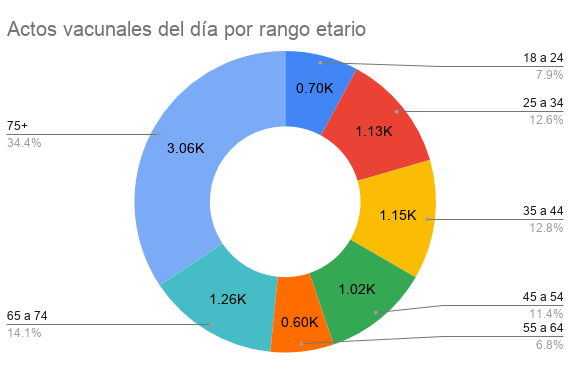 Actos vacunales del día por rango etario
18 a 24
7.9%
0.70K
25 a 34
12.6%
1.13K
75+
34.4%
3.06K
35 a 44
12.8%
1.15K
45 a 54
11.4%
1.02K
55 a 64
6.8%
0.60K
65 a 74
14.1%
1.26K